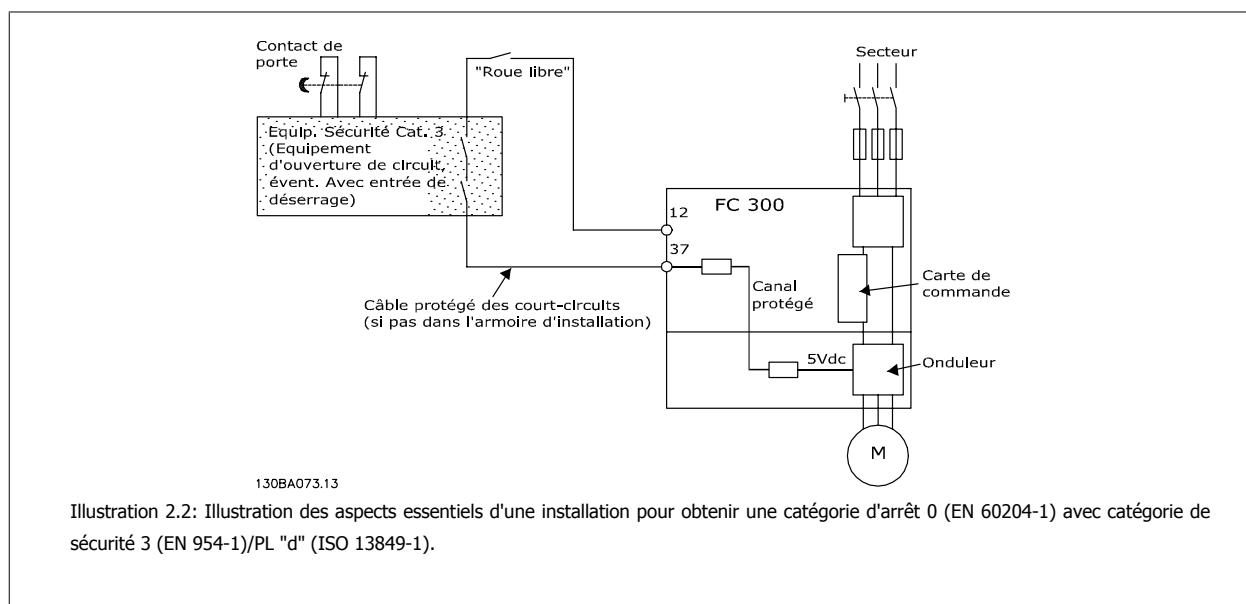 Contact de
porte
"Roue libre"
Secteur
Equip. Sécurité Cat. 3
(Equipement
d'ouverture de circuit,
évent. Avec entrée de
déserrage)
12
FC 300
37
Câble protégé des court-circuits
(si pas dans l'armoire d'installation)
Canal
protégé
Carte de
commande
5Vdc
Onduleur
M
130BA073.13
Illustration 2.2: Illustration des aspects essentiels d'une installation pour obtenir une catégorie d'arrêt 0 (EN 60204-1) avec catégorie de
sécurité 3 (EN 954-1)/PL "d" (ISO 13849-1).